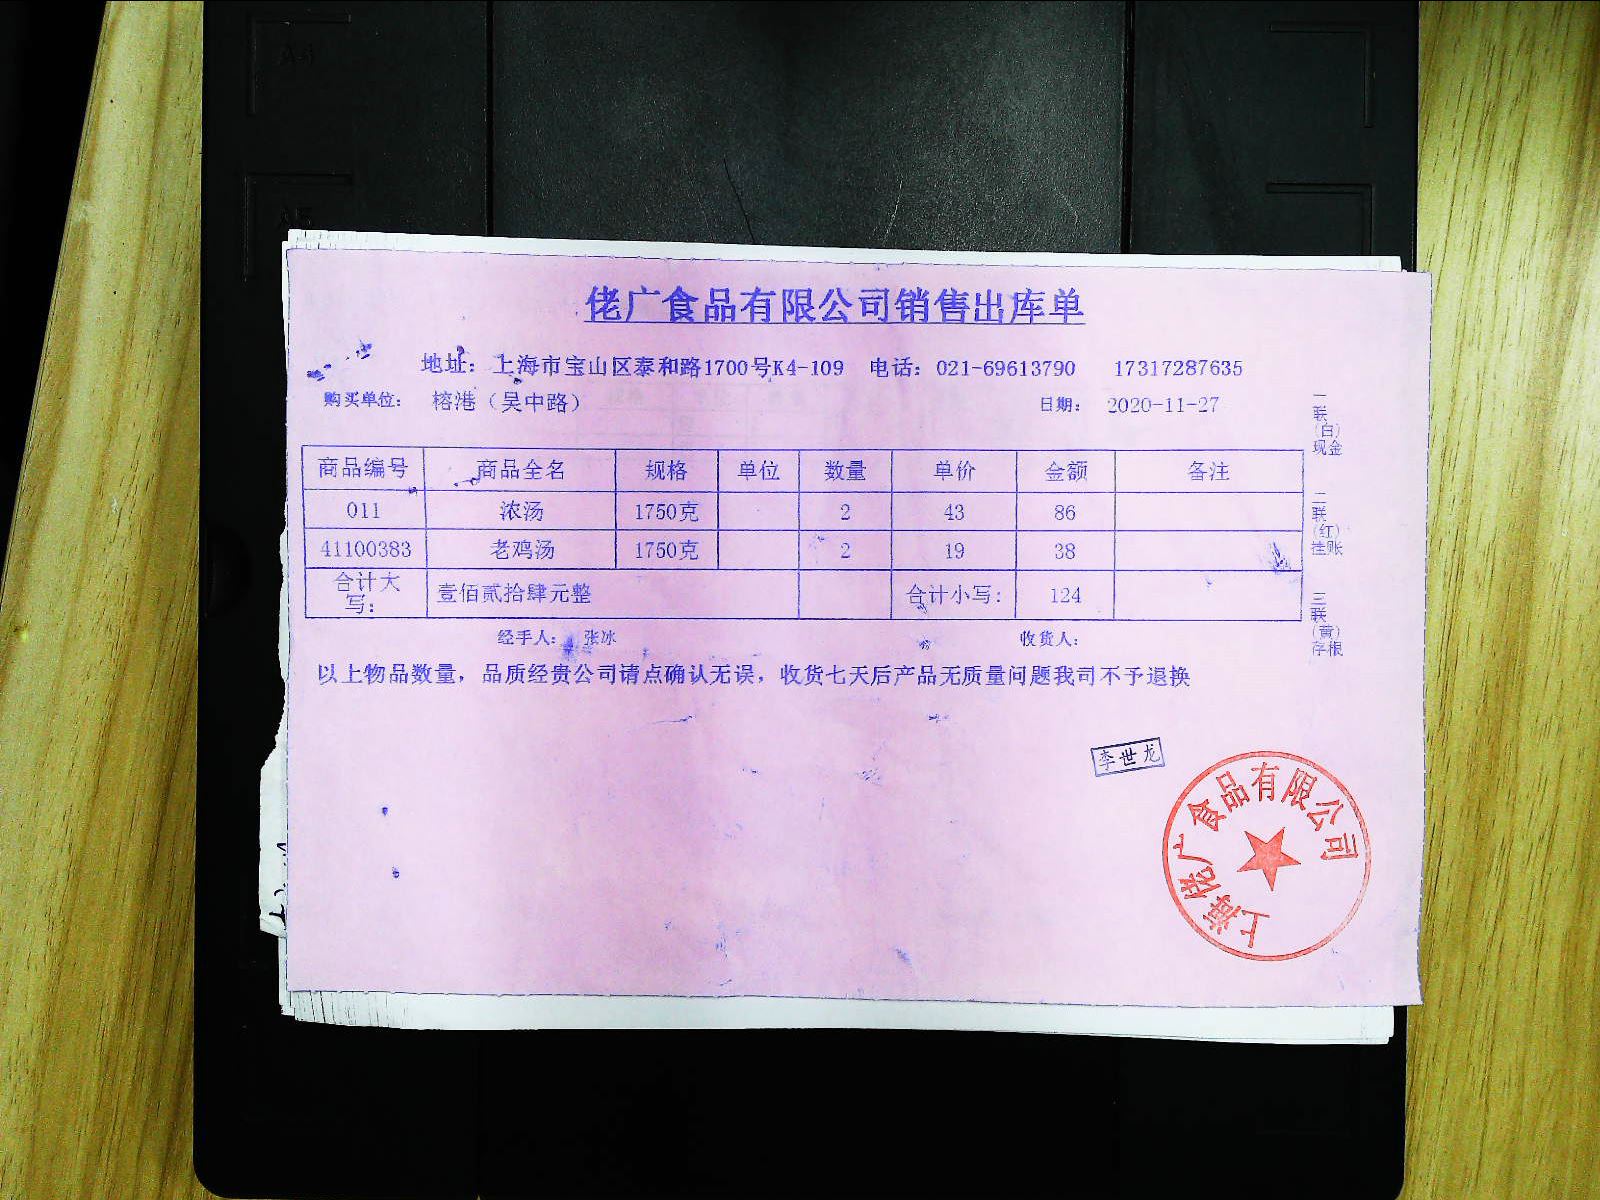 佬广食品有限公司销售出库单
地址：上海市宝山区泰和路1700号K4-109 电话：021-69613790 17317287635
购买单位： 榕港（吴中路） 日期： 2020-11-27
商品编号 商品全名 规格 单位 数量 单价 金额 备注
011 浓汤 1750克 2 43 86
41100383 老鸡汤 1750克 2 19 38
合计大写： 壹佰贰拾肆元整 合计小写： 124
经手人： 张冰 收货人：
以上物品数量，品质经贵公司请点确认无误，收货七天后产品无质量问题我司不予退换
一联（白）现金
二联（红）挂账
三联（黄）存根
李世龙
上海佬广食品有限公司
A4
A5